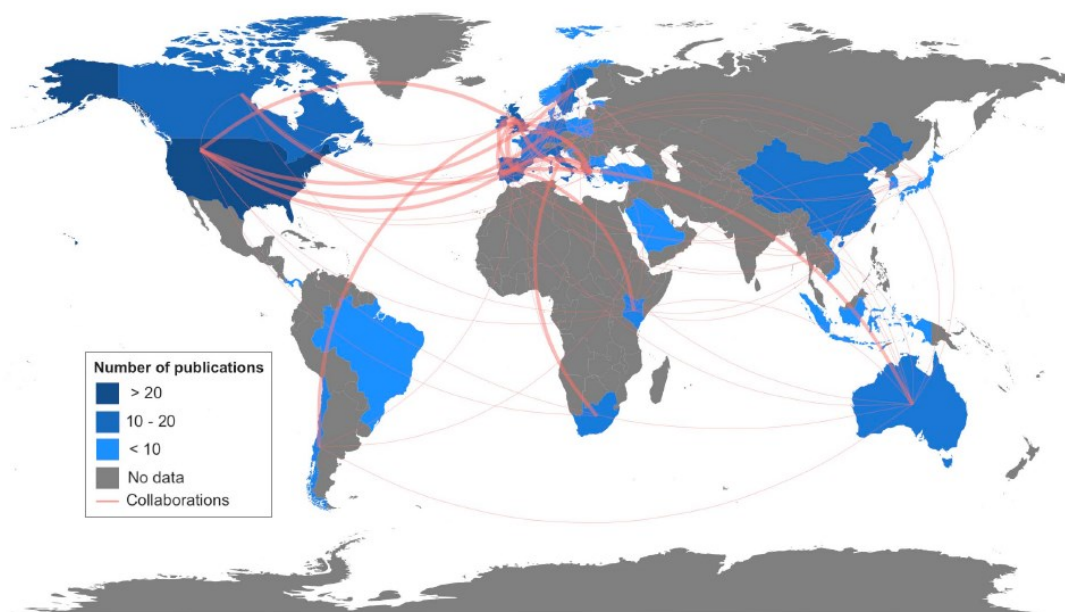 Number of publications
> 20
10 - 20
< 10
No data
Collaborations